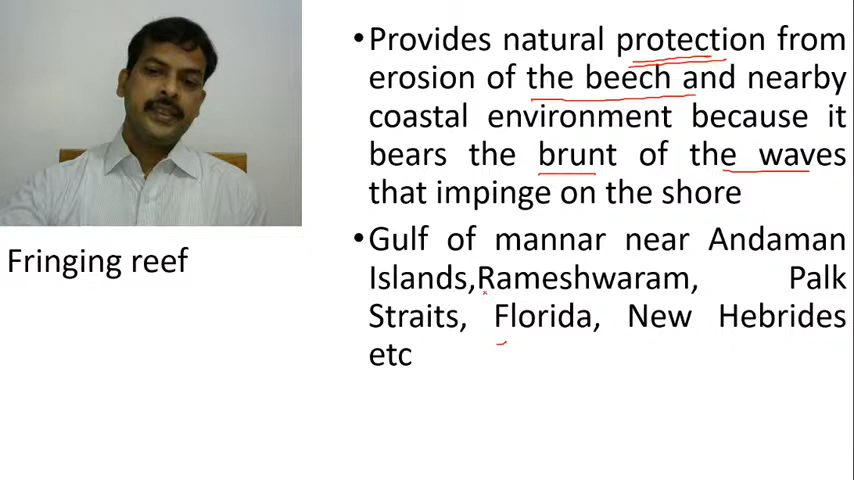 •Provides natural protection from
erosion of the beech and nearby
coastal environment because it
bears the brunt of the waves
that impinge on the shore
•Gulf of mannar near Andaman
Islands,Rameshwaram, Palk
Straits, Florida, New Hebrides
etc
Fringing reef